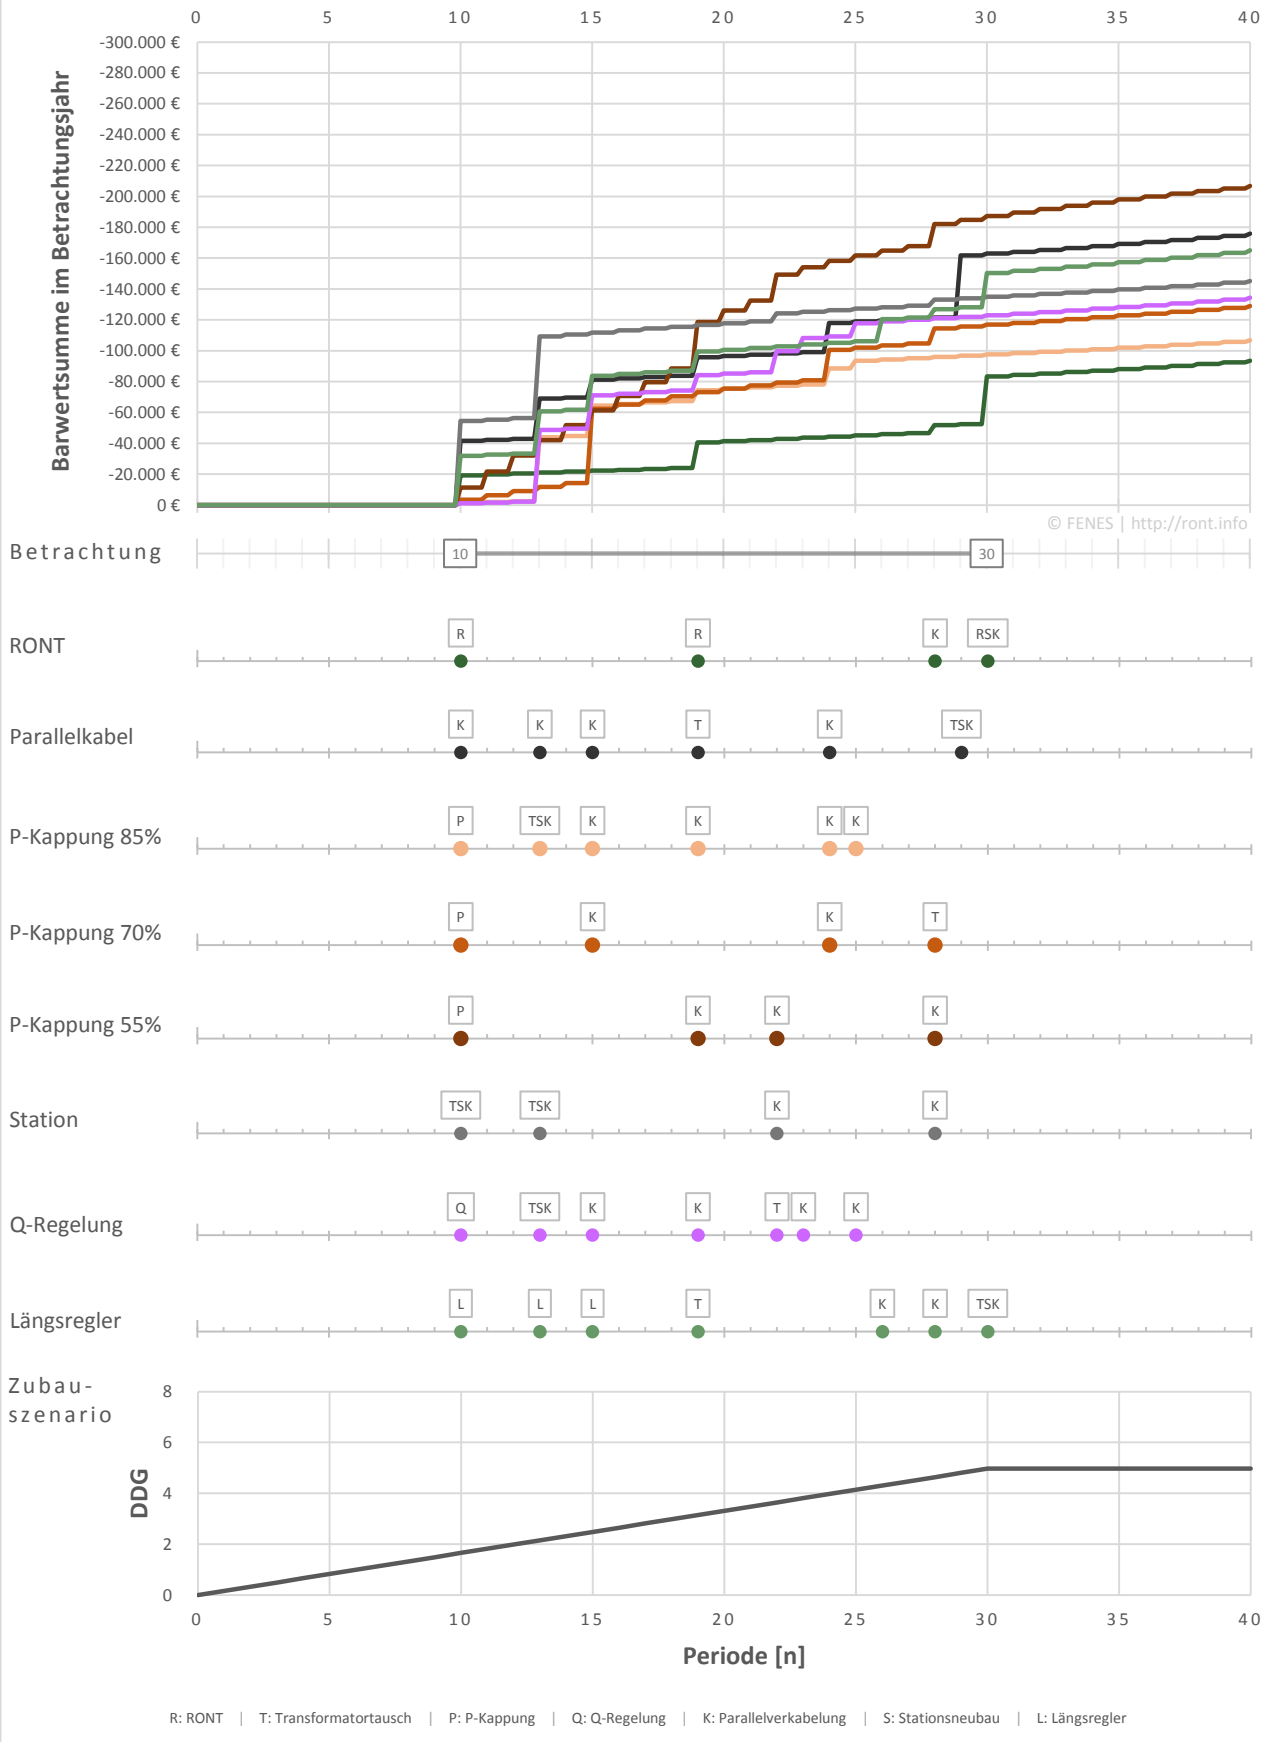 0 5 10 15 20 25 30 35 40
-300.000 €
-280.000 €
-260.000 €
-240.000 €
-220.000 €
-200.000 €
-180.000 €
-160.000 €
-140.000 €
-120.000 €
-100.000 €
-80.000 €
-60.000 €
-40.000 €
-20.000 €
0 €
Barwertsumme im Betrachtungsjahr
© FENES | http://ront.info
Betrachtung 10 30
R R K RSK
RONT
K K K T K TSK
Parallelkabel
P TSK K K K K
P-Kappung 85%
P K K T
P-Kappung 70%
P K K K
P-Kappung 55%
TSK TSK K K
Station
Q TSK K K T K K
Q-Regelung
L L L T K K TSK
Längsregler
Zubau-
szenario
8
6
4
2
0
DDG
0 5 10 15 20 25 30 35 40
Periode [n]
R: RONT | T: Transformatortausch | P: P-Kappung | Q: Q-Regelung | K: Parallelverkabelung | S: Stationsneubau | L: Längsregler